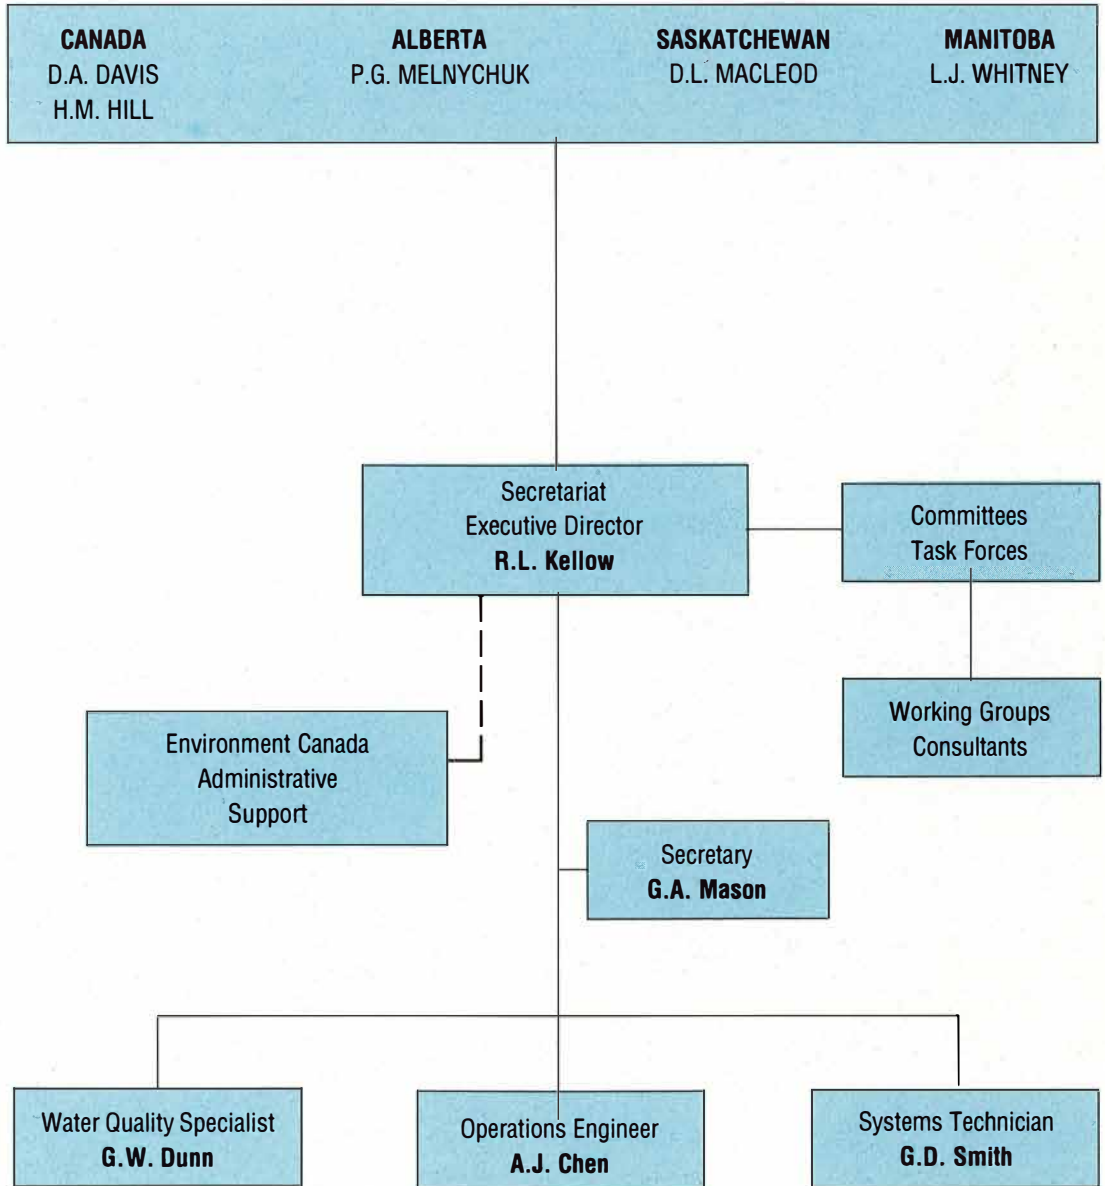 CANADA ALBERTA SASKATCHEWAN MANITOBA
D.A. DAVIS P.G. MELNYCHUK D.L. MACLEOD L.J. WHITNEY
H.M. HILL
Secretariat
Executive Director
R.L. Kellow
Committees
Task Forces
Working Groups
Consultants
Environment Canada
Administrative
Support
Secretary
G.A. Mason
Water Quality Specialist
G.W. Dunn
Operations Engineer
A.J. Chen
Systems Technician
G.D. Smith